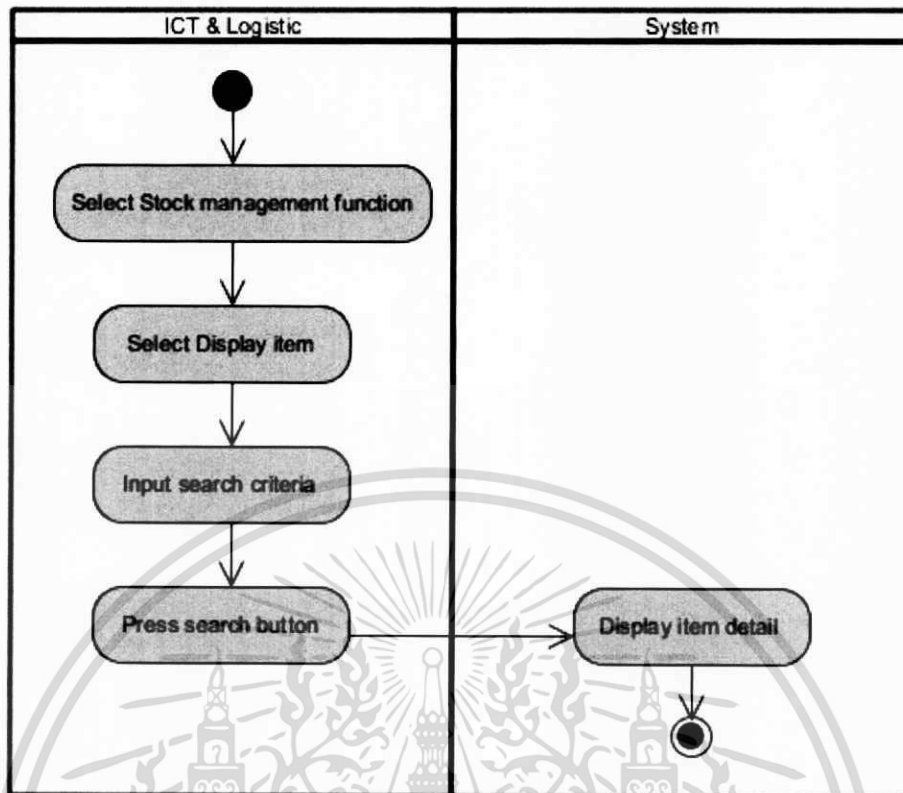 ICT & Logistic
System
Select Stock management function
Select Display item
Input search criteria
Press search button
Display item detail